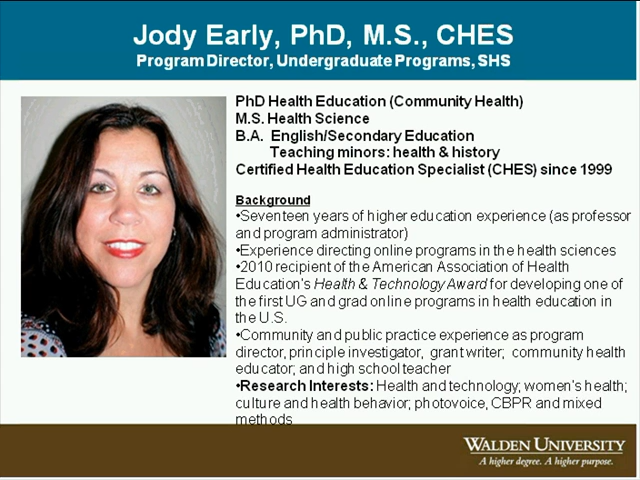 Jody Early, PhD, M.S., CHES
Program Director, Undergraduate Programs, SHS
PhD Health Education (Community Health)
M.S. Health Science
B.A. English/Secondary Education
Teaching minors: health & history
Certified Health Education Specialist (CHES) since 1999
Background
•Seventeen years of higher education experience (as professor
and program administrator)
•Experience directing online programs in the health sciences
•2010 recipient of the American Association of Health
Education's Health & Technology Award for developing one of
the first UG and grad online programs in health education in
the U.S.
•Community and public practice experience as program
director, principle investigator, grant writer; community health
educator; and high school teacher
•Research Interests: Health and technology; women's health;
culture and health behavior; photovoice, CBPR and mixed
methods
WALDEN UNIVERSITY
A higher degree. A higher purpose.